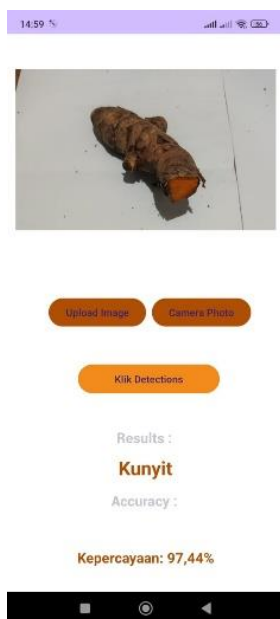 14:59
Upload Image Camera Photo
Klik Detections
Results :
Kunyit
Accuracy :
Kepercayaan: 97,44%